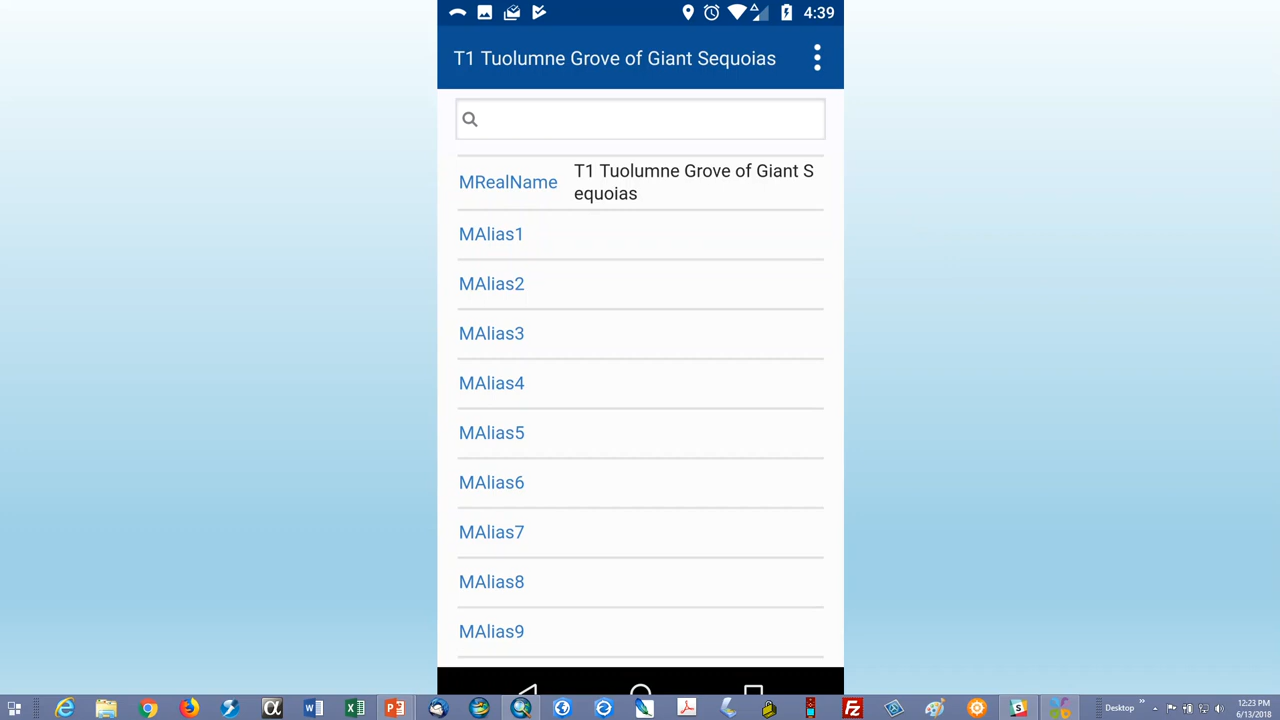 4:39
T1 Tuolumne Grove of Giant Sequoias
MRealName
T1 Tuolumne Grove of Giant S
equoias
MAlias1
MAlias2
MAlias3
MAlias4
MAlias5
MAlias6
MAlias7
MAlias8
MAlias9
Desktop
12:23 PM
6/13/2018